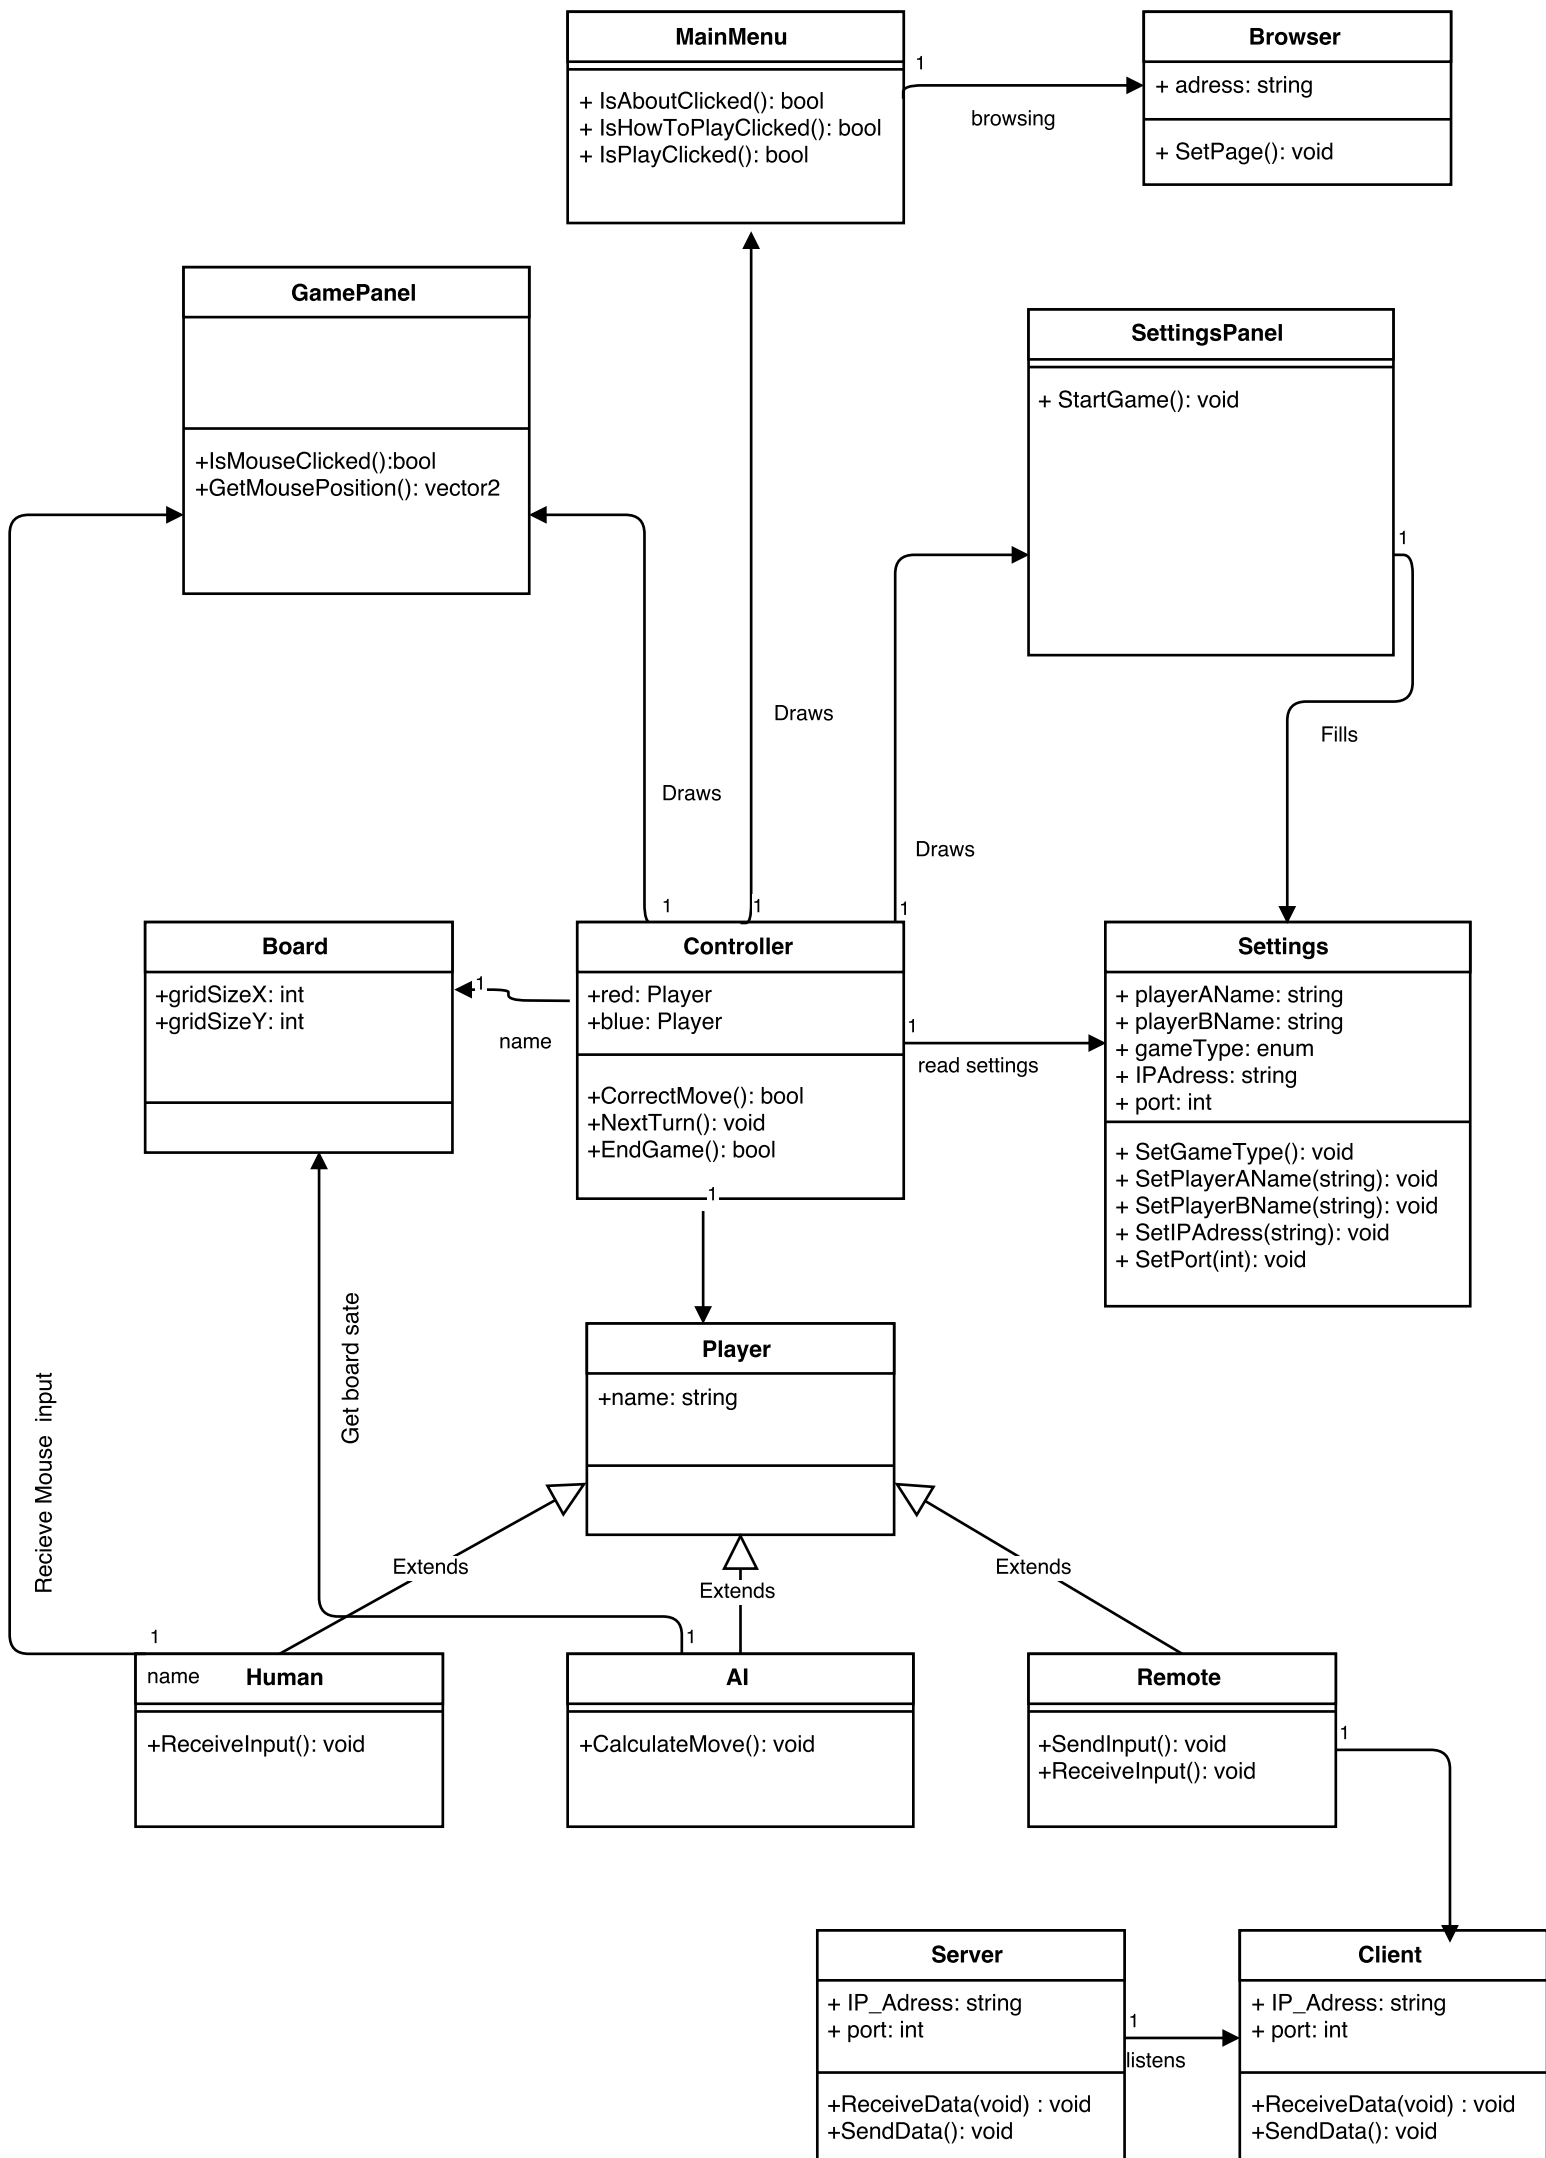 MainMenu
+ IsAboutClicked(): bool
+ IsHowToPlayClicked(): bool
+ IsPlayClicked(): bool
1
browsing
Browser
+ adress: string
+ SetPage(): void
GamePanel
+IsMouseClicked():bool
+GetMousePosition(): vector2
SettingsPanel
+ StartGame(): void
1
Fills
Draws
Draws
Draws
1
1
1
Board
+gridSizeX: int
+gridSizeY: int
1
name
Controller
+red: Player
+blue: Player
+CorrectMove(): bool
+NextTurn(): void
+EndGame(): bool
1
1
read settings
Settings
+ playerAName: string
+ playerBName: string
+ gameType: enum
+ IPAdress: string
+ port: int
+ SetGameType(): void
+ SetPlayerAName(string): void
+ SetPlayerBName(string): void
+ SetIPAdress(string): void
+ SetPort(int): void
Get board sate
Recieve Mouse  input
Player
+name: string
Extends
Extends
Extends
1
name
Human
+ReceiveInput(): void
1
AI
+CalculateMove(): void
Remote
+SendInput(): void
+ReceiveInput(): void
1
Server
+ IP_Adress: string
+ port: int
+ReceiveData(void) : void
+SendData(): void
1
listens
Client
+ IP_Adress: string
+ port: int
+ReceiveData(void) : void
+SendData(): void